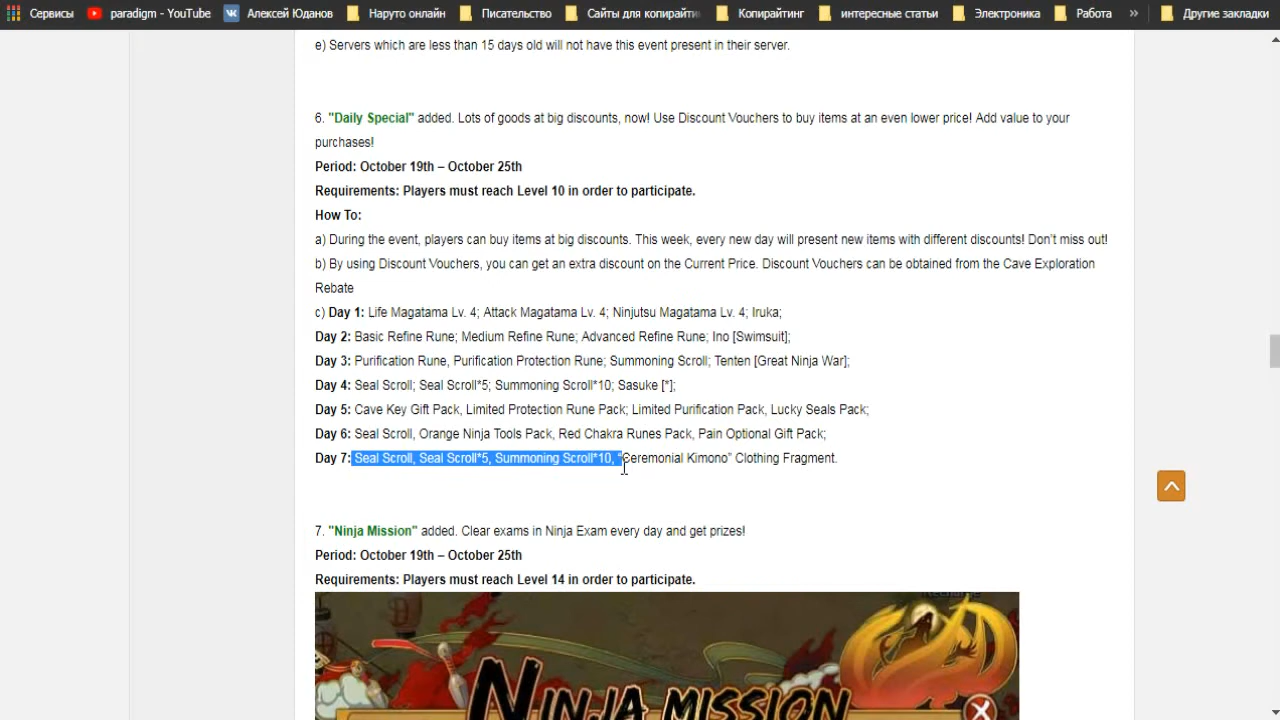 Сервисы paradigm - YouTube Алексей Юданов Наруто онлайн Писательство Сайты для копирайти Копирайтинг интересные статьи Электроника Работа » Другие закладки
e) Servers which are less than 15 days old will not have this event present in their server.
6. "Daily Special" added. Lots of goods at big discounts, now! Use Discount Vouchers to buy items at an even lower price! Add value to your
purchases!
Period: October 19th – October 25th
Requirements: Players must reach Level 10 in order to participate.
How To:
a) During the event, players can buy items at big discounts. This week, every new day will present new items with different discounts! Don't miss out!
b) By using Discount Vouchers, you can get an extra discount on the Current Price. Discount Vouchers can be obtained from the Cave Exploration
Rebate
c) Day 1: Life Magatama Lv. 4; Attack Magatama Lv. 4; Ninjutsu Magatama Lv. 4; Iruka;
Day 2: Basic Refine Rune; Medium Refine Rune; Advanced Refine Rune; Ino [Swimsuit];
Day 3: Purification Rune, Purification Protection Rune; Summoning Scroll; Tenten [Great Ninja War];
Day 4: Seal Scroll; Seal Scroll*5; Summoning Scroll*10; Sasuke [*];
Day 5: Cave Key Gift Pack, Limited Protection Rune Pack; Limited Purification Pack, Lucky Seals Pack;
Day 6: Seal Scroll, Orange Ninja Tools Pack, Red Chakra Runes Pack, Pain Optional Gift Pack;
Day 7: Seal Scroll, Seal Scroll*5, Summoning Scroll*10, "Ceremonial Kimono" Clothing Fragment.
7. "Ninja Mission" added. Clear exams in Ninja Exam every day and get prizes!
Period: October 19th – October 25th
Requirements: Players must reach Level 14 in order to participate.
Recharge
NINJA MISSION